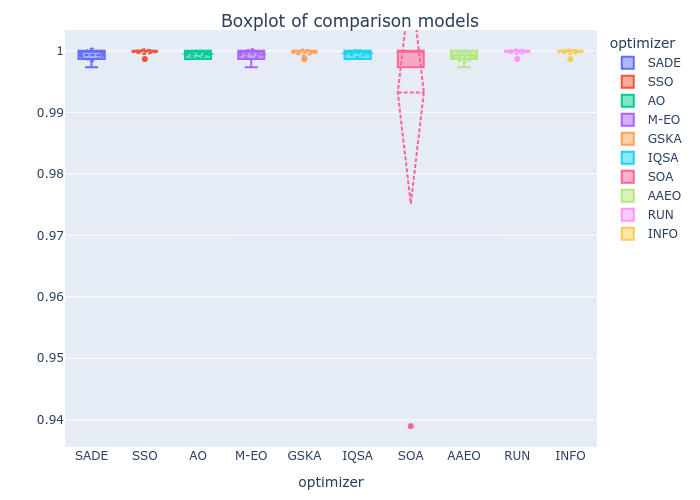 Boxplot of comparison models
1
0.99
0.98
0.97
0.96
0.95
0.94
SADE SSO AO M-EO GSKA IQSA SOA AAEO RUN INFO
optimizer
optimizer
SADE
SSO
AO
M-EO
GSKA
IQSA
SOA
AAEO
RUN
INFO